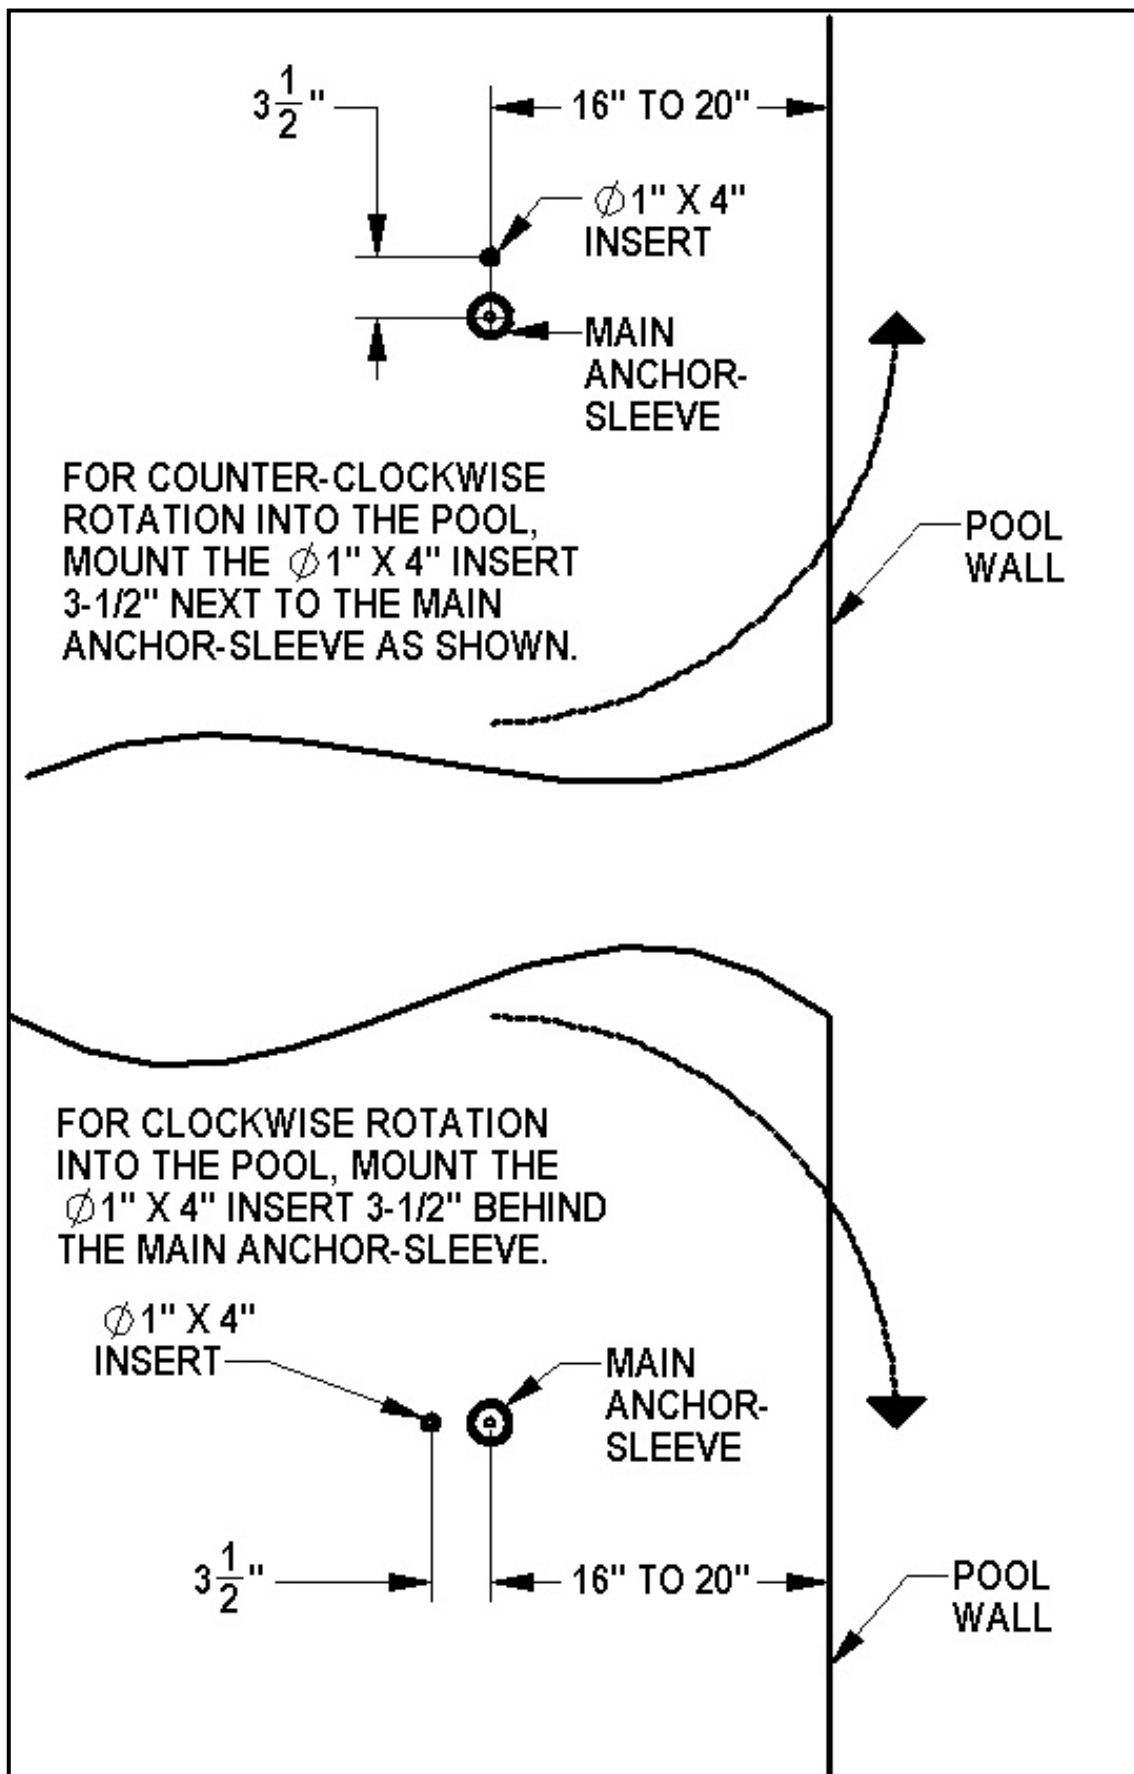 3 1/2" 16" TO 20"
∅1" X 4"
INSERT
MAIN
ANCHOR-
SLEEVE
FOR COUNTER-CLOCKWISE
ROTATION INTO THE POOL,
MOUNT THE ∅1" X 4" INSERT
3-1/2" NEXT TO THE MAIN
ANCHOR-SLEEVE AS SHOWN.
POOL
WALL
FOR CLOCKWISE ROTATION
INTO THE POOL, MOUNT THE
∅1" X 4" INSERT 3-1/2" BEHIND
THE MAIN ANCHOR-SLEEVE.
∅1" X 4"
INSERT
MAIN
ANCHOR-
SLEEVE
3 1/2" 16" TO 20"
POOL
WALL